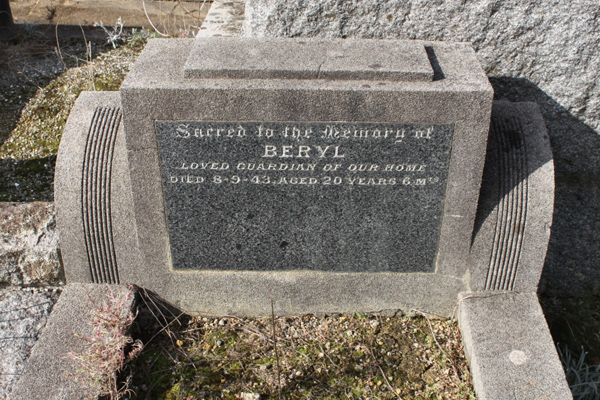 Sacred to the Memory of
BERYL
LOVED GUARDIAN OF OUR HOME
DIED 8-9-43, AGED 20 YEARS 6 MTS